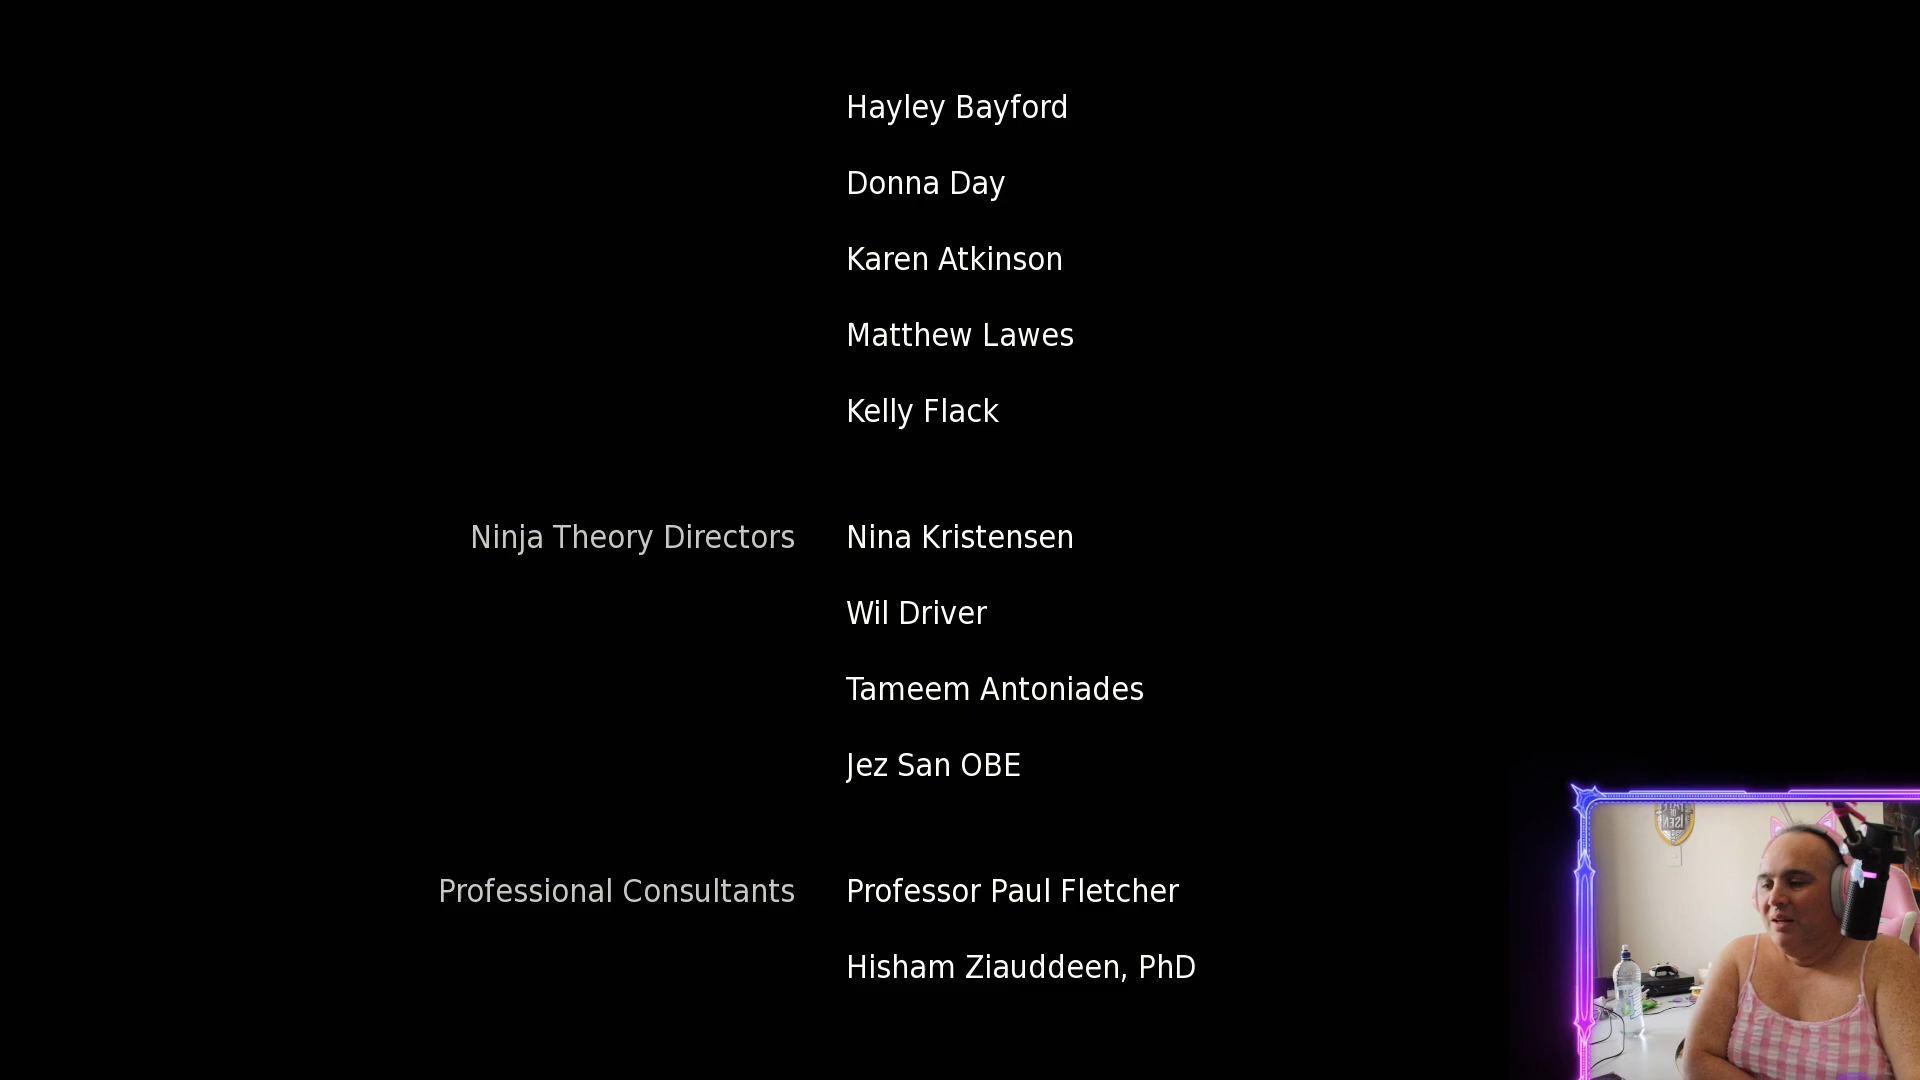 Hayley Bayford
Donna Day
Karen Atkinson
Matthew Lawes
Kelly Flack
Ninja Theory Directors Nina Kristensen
Wil Driver
Tameem Antoniades
Jez San OBE
Professional Consultants Professor Paul Fletcher
Hisham Ziauddeen, PhD